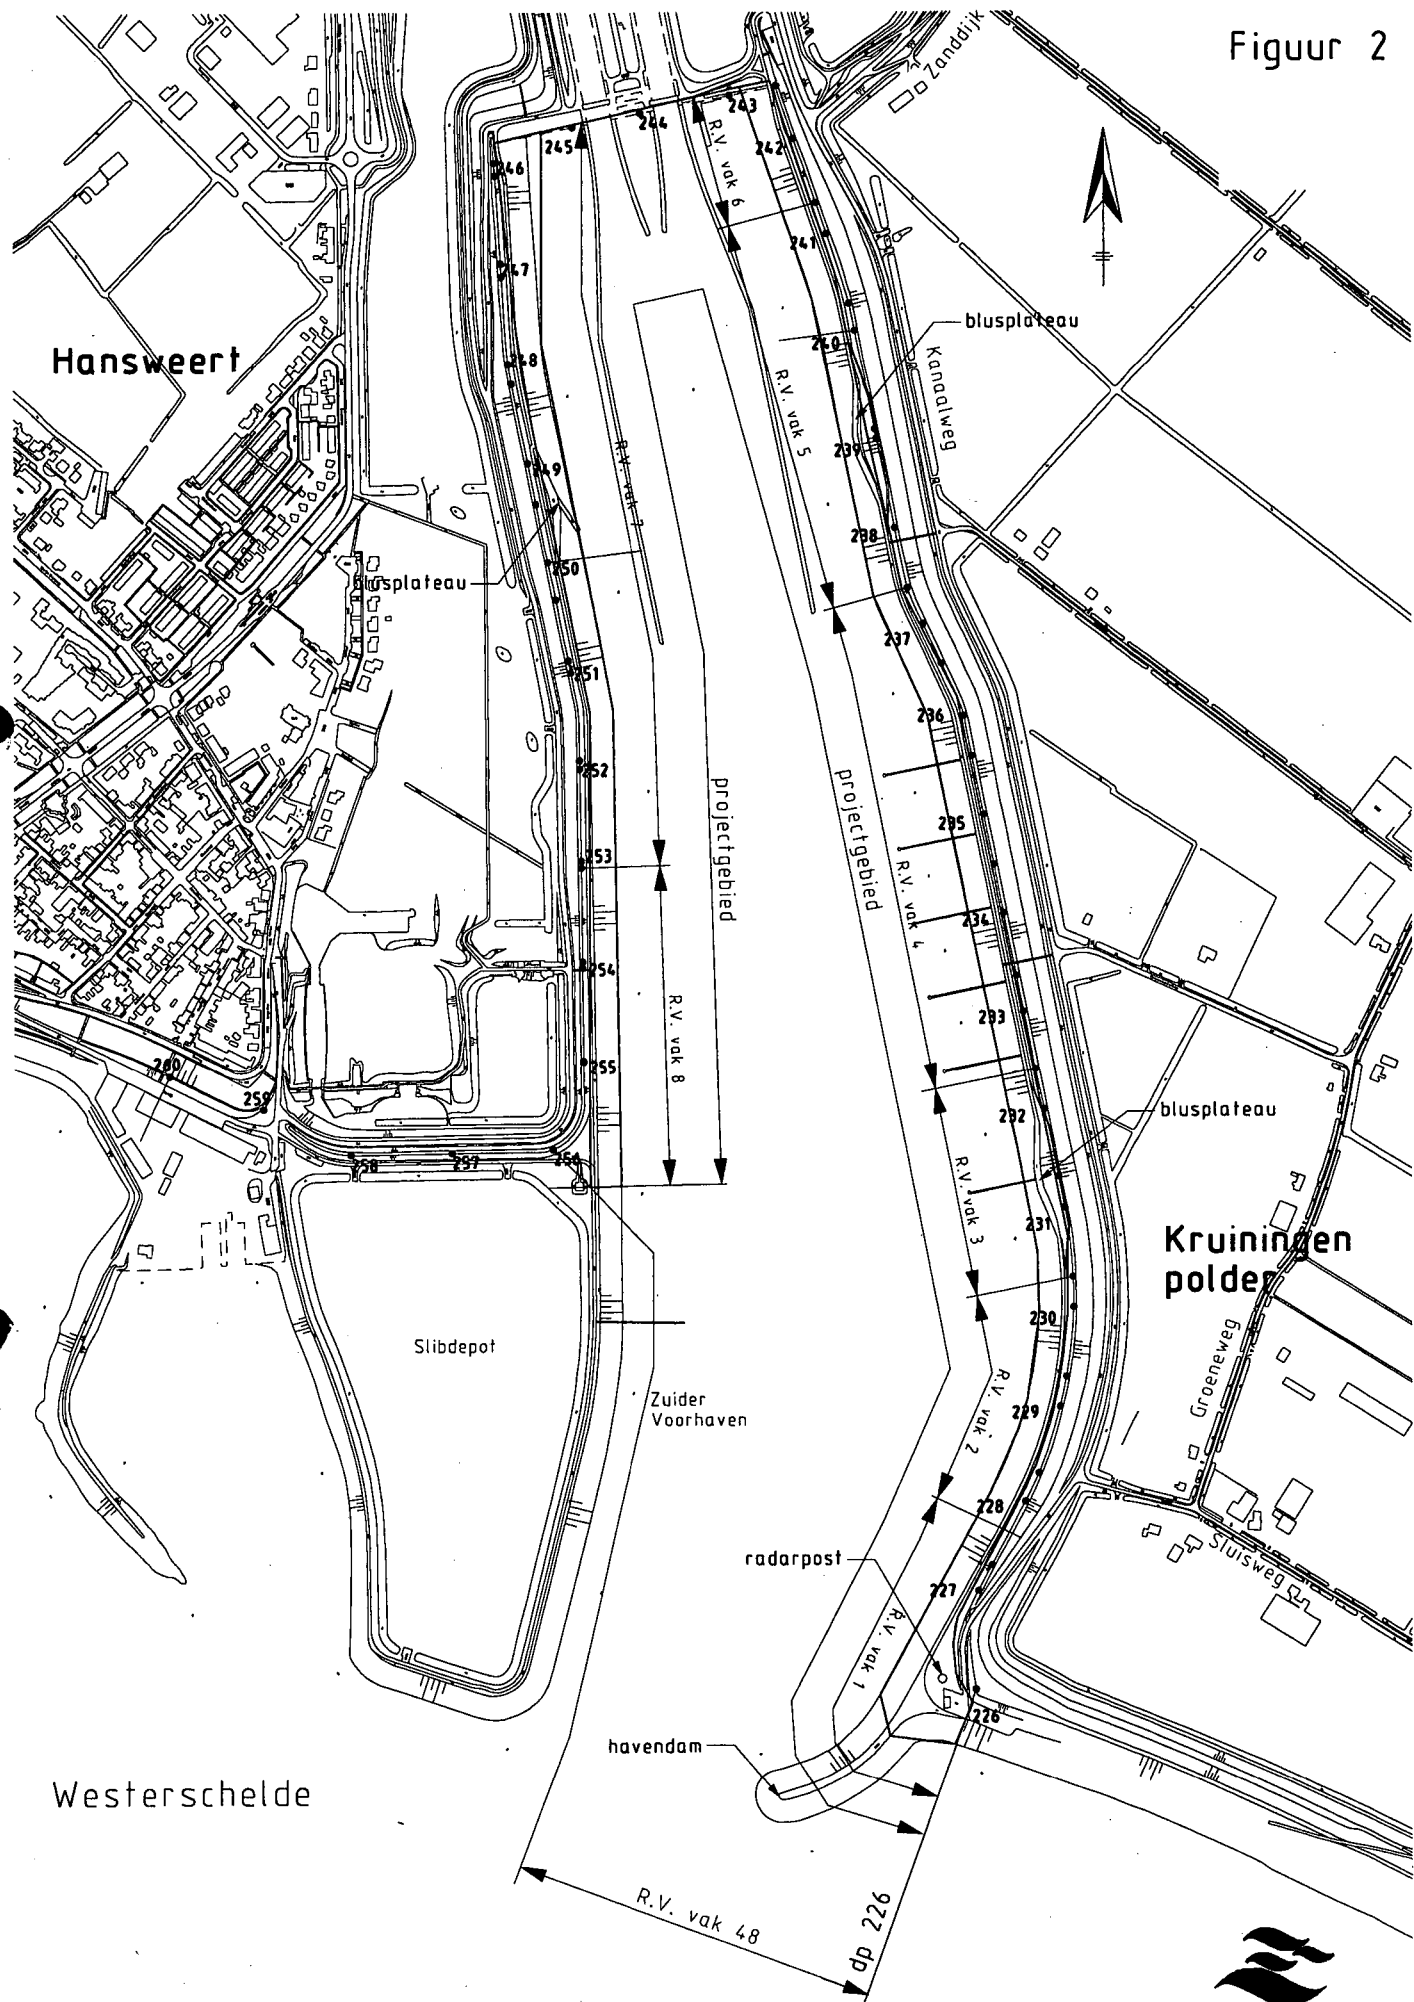 Figuur 2
Zanddijk
243
244
245
R.V. vak 6
242
246
241
247
blusplateau
240
Hansweert
248
Kanaalweg
R.V. vak 5
239
R.V. vak 7
249
238
250
blusplateau
237
251
236
252
projectgebied
projectgebied
235
253
R.V. vak 4
234
254
R.V. vak 8
233
255
260
259
232
blusplateau
258
257
256
R.V. vak 3
231
Kruiningen
polder
230
Slibdepot
Groeneweg
R.V. vak 2
Zuider
Voorhaven
229
228
Sluisweg
radarpost
227
R.V. vak 1
226
havendam
Westerschelde
R.V. vak 48
dp 226